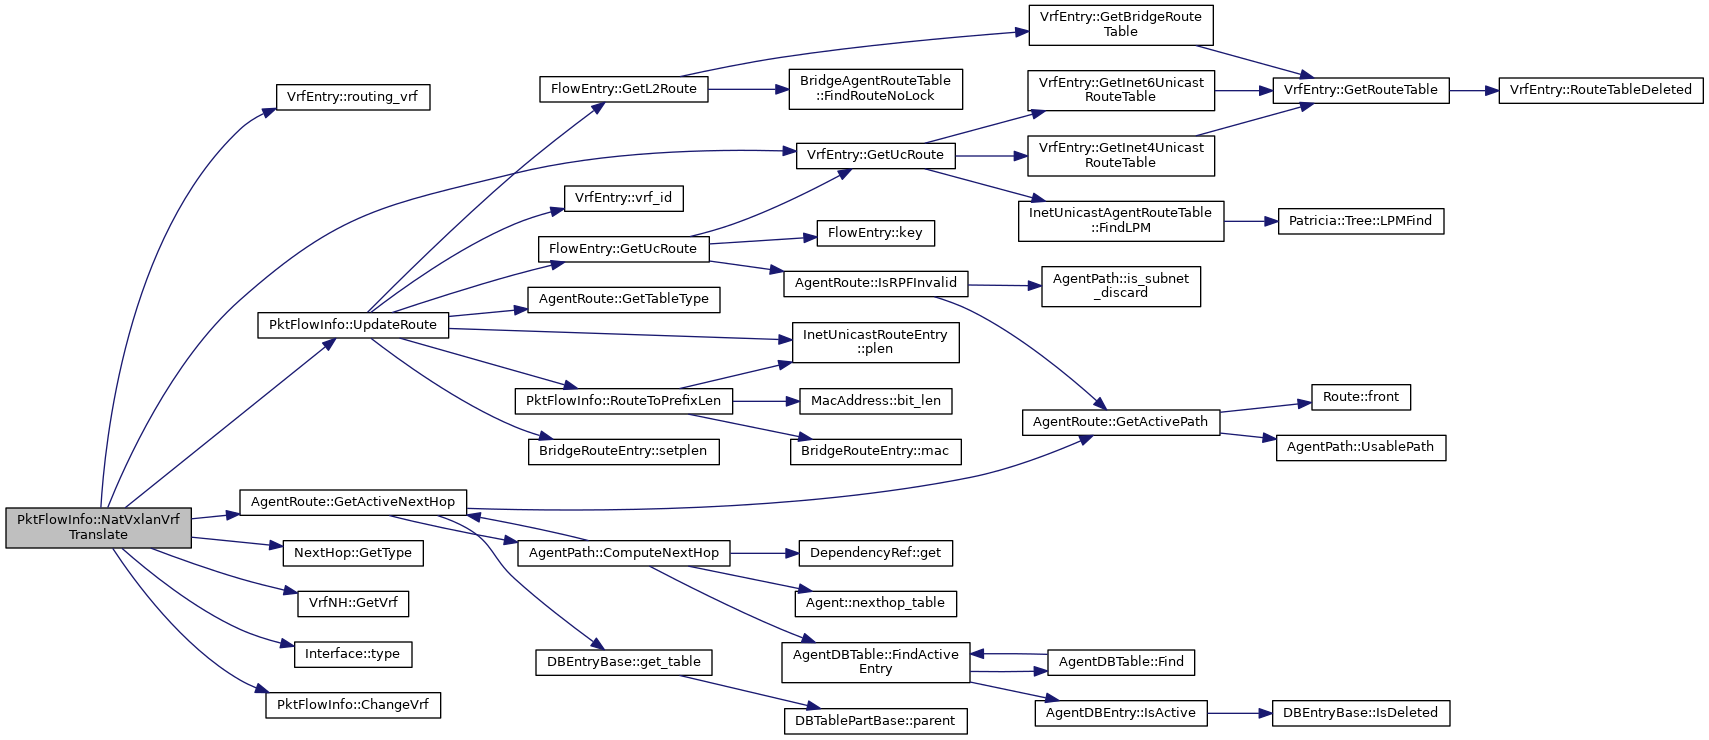 VrfEntry::GetBridgeRoute
Table
FlowEntry::GetL2Route
BridgeAgentRouteTable
::FindRouteNoLock
VrfEntry::GetInet6Unicast
RouteTable
VrfEntry::GetRouteTable
VrfEntry::RouteTableDeleted
VrfEntry::routing_vrf
VrfEntry::GetUcRoute
VrfEntry::GetInet4Unicast
RouteTable
VrfEntry::vrf_id
InetUnicastAgentRouteTable
::FindLPM
Patricia::Tree::LPMFind
FlowEntry::GetUcRoute
FlowEntry::key
AgentRoute::IsRPFInvalid
AgentPath::is_subnet
_discard
AgentRoute::GetTableType
PktFlowInfo::UpdateRoute
InetUnicastRouteEntry
::plen
PktFlowInfo::RouteToPrefixLen
MacAddress::bit_len
Route::front
AgentRoute::GetActivePath
BridgeRouteEntry::setplen
BridgeRouteEntry::mac
AgentPath::UsablePath
AgentRoute::GetActiveNextHop
PktFlowInfo::NatVxlanVrf
Translate
NextHop::GetType
AgentPath::ComputeNextHop
DependencyRef::get
VrfNH::GetVrf
Agent::nexthop_table
Interface::type
DBEntryBase::get_table
AgentDBTable::FindActive
Entry
AgentDBTable::Find
PktFlowInfo::ChangeVrf
DBTablePartBase::parent
AgentDBEntry::IsActive
DBEntryBase::IsDeleted